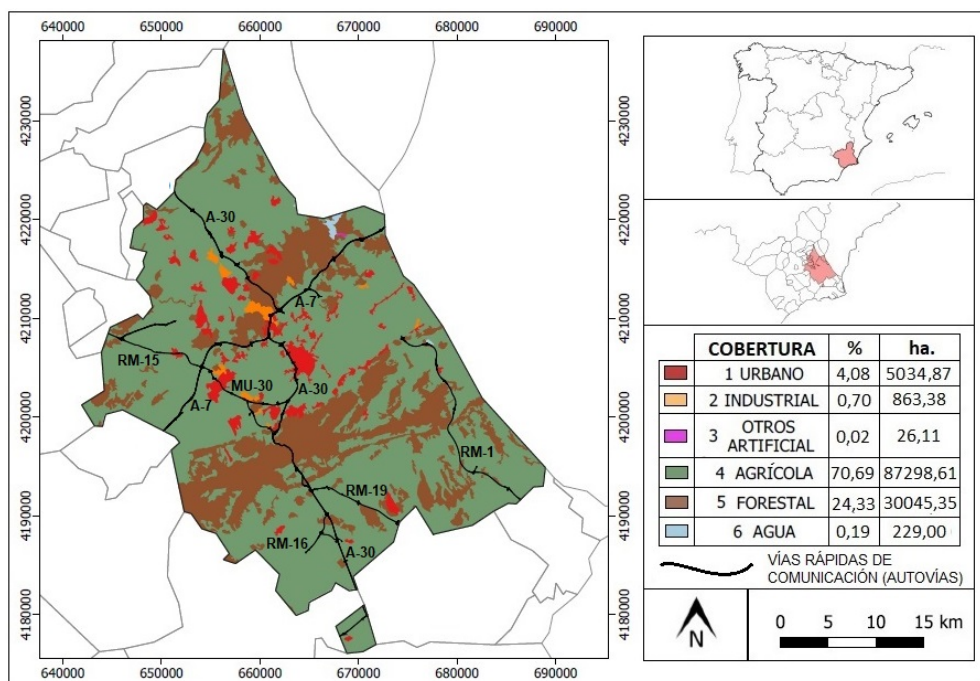 640000 650000 660000 670000 680000 690000
4230000
4220000
4210000
4200000
4190000
4180000
4230000
4220000
4210000
4200000
4190000
4180000
A-30
A-7
RM-15
MU-30
A-30
A-7
RM-1
RM-19
RM-16
A-30
640000 650000 660000 670000 680000 690000
COBERTURA % ha.
1 URBANO 4,08 5034,87
2 INDUSTRIAL 0,70 863,38
3 OTROS ARTIFICIAL 0,02 26,11
4 AGRÍCOLA 70,69 87298,61
5 FORESTAL 24,33 30045,35
6 AGUA 0,19 229,00
VÍAS RÁPIDAS DE
COMUNICACIÓN (AUTOVÍAS)
N
0 5 10 15 km